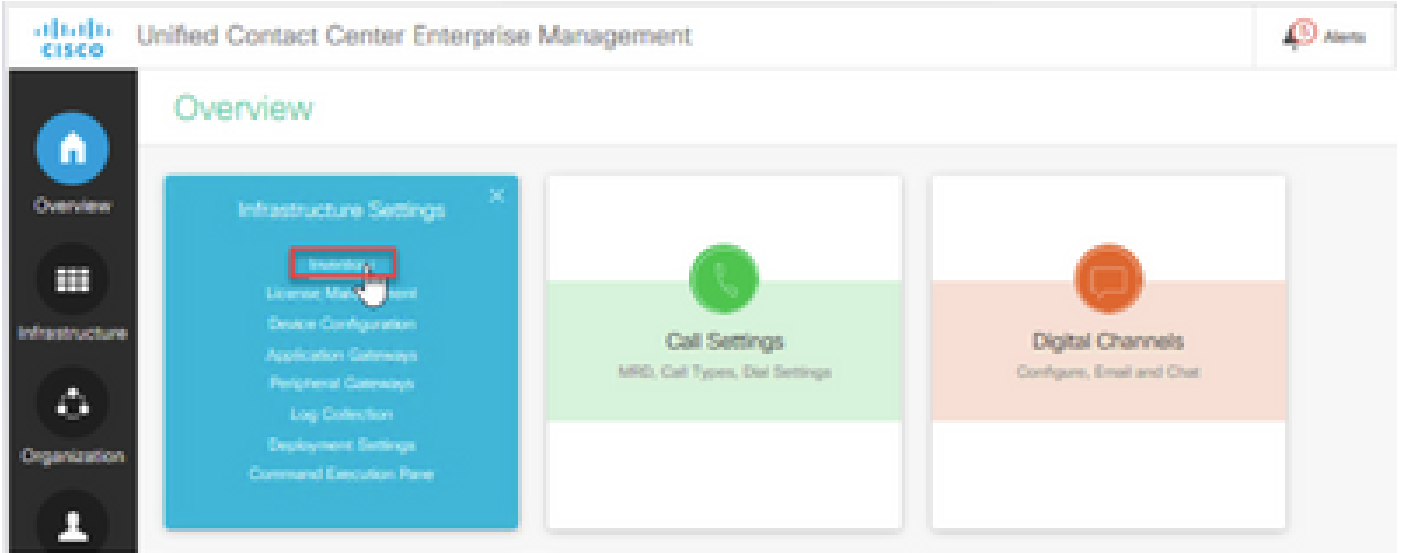 CISCO
Unified Contact Center Enterprise Management
Alerts
Overview
Overview
Infrastructure
Organization
Infrastructure Settings
Inventory
License Management
Device Configuration
Application Gateways
Peripheral Gateways
Log Collection
Deployment Settings
Command Execution Pane
Call Settings
MRD, Call Types, Dial Settings
Digital Channels
Configure, Email and Chat